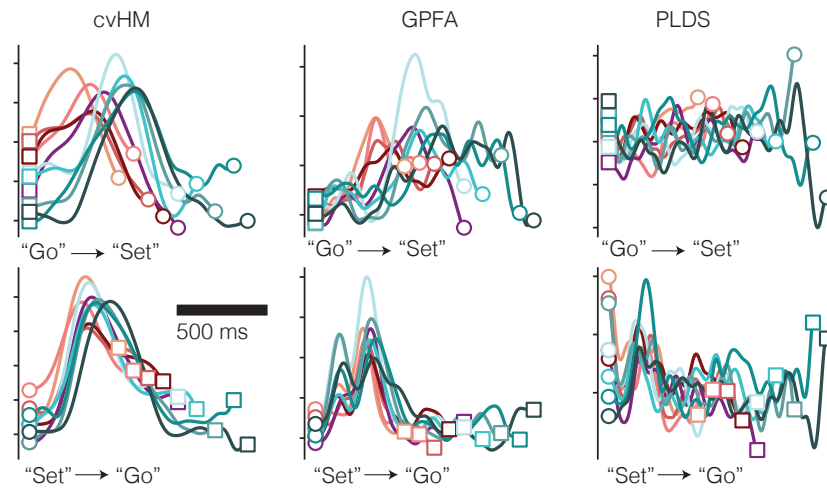 cvHM GPFA PLDS
“Go” → “Set” “Go” → “Set” “Go” → “Set”
500 ms
“Set” → “Go” “Set” → “Go” “Set” → “Go”